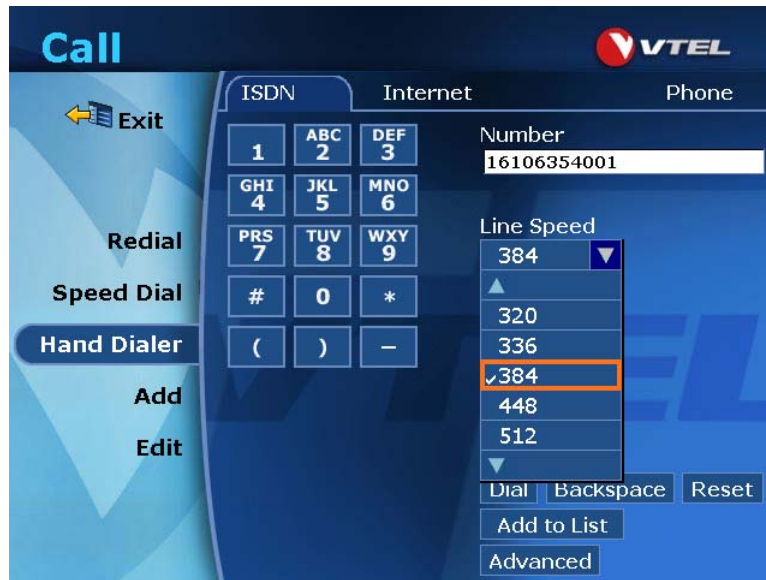 Call
VTEL
Exit
Redial
Speed Dial
Hand Dialer
Add
Edit
ISDN Internet Phone
1 ABC 2 DEF 3
GHI 4 JKL 5 MNO 6
PRS 7 TUV 8 WXY 9
# 0 *
( ) –
Number
16106354001
Line Speed
384
320
336
384
448
512
Dial Backspace Reset
Add to List
Advanced
VTEL